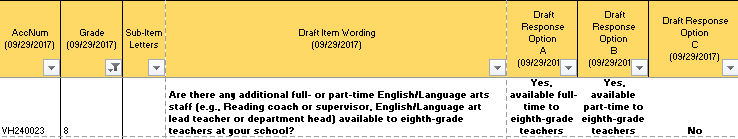 AccNum
(09/29/2017)
Grade
(09/29/2017)
Sub-Item
Letters
Draft Item Wording
(09/29/2017)
Draft
Response
Option
A
(09/29/201
Draft
Response
Option
B
(09/29/201
Draft Response
Option
C
(09/29/2017)
VH240023
8
Are there any additional full- or part-time English/Language arts
staff (e.g., Reading coach or supervisor, English/Language art
lead teacher or department head) available to eighth-grade
teachers at your school?
Yes,
available full-
time to
eighth-grade
teachers
Yes,
available
part-time to
eighth-grade
teachers
No